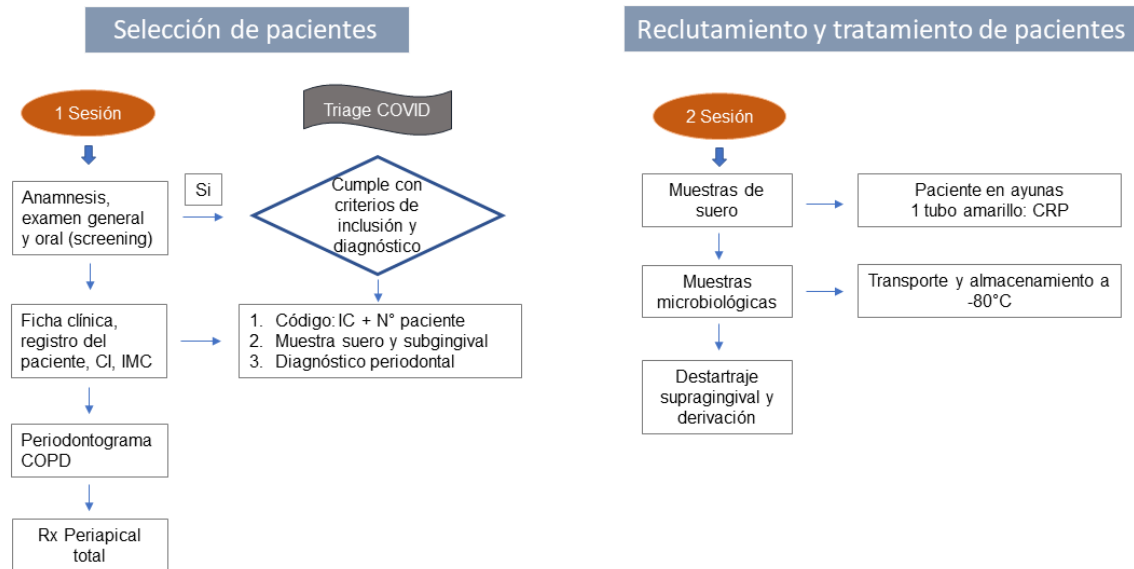 Selección de pacientes
1 Sesión
Triage COVID
Anamnesis,
examen general
y oral (screening)
Si
Cumple con
criterios de
inclusión y
diagnóstico
Ficha clínica,
registro del
paciente, CI, IMC
1. Código: IC + N° paciente
2. Muestra suero y subgingival
3. Diagnóstico periodontal
Periodontograma
COPD
Rx Periapical
total
Reclutamiento y tratamiento de pacientes
2 Sesión
Muestras de
suero
Paciente en ayunas
1 tubo amarillo: CRP
Muestras
microbiológicas
Transporte y almacenamiento a
-80°C
Destartraje
supragingival y
derivación